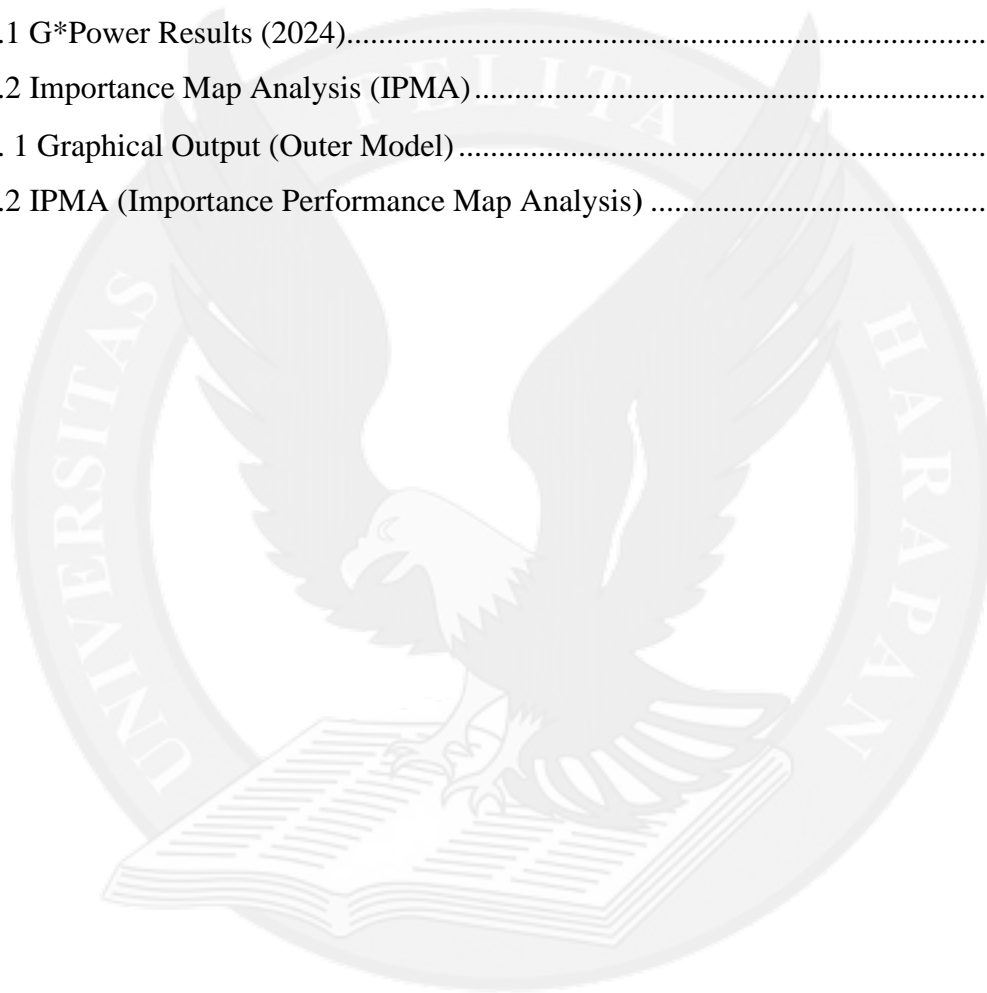 .1 G*Power Results (2024)...............................................................................
.2 Importance Map Analysis (IPMA)................................................................
. 1 Graphical Output (Outer Model)..................................................................
.2 IPMA (Importance Performance Map Analysis) ..........................................
UNIVERSITAS PELITA HARAPAN